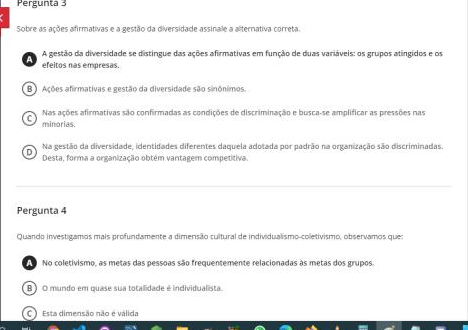 Pergunta 3
Sobre as ações afirmativas e a gestão da diversidade assinale a alternativa correta.
A
A gestão da diversidade se distingue das ações afirmativas em função de duas variáveis: os grupos atingidos e os
efeitos nas empresas.
B
Ações afirmativas e gestão da diversidade são sinônimos.
C
Nas ações afirmativas são confirmadas as condições de discriminação e busca-se amplificar as pressões nas
minorias.
D
Na gestão da diversidade, identidades diferentes daquela adotada por padrão na organização são discriminadas.
Desta, forma a organização obtém vantagem competitiva.
Pergunta 4
Quando investigamos mais profundamente a dimensão cultural de individualismo-coletivismo, observamos que:
A
No coletivismo, as metas das pessoas são frequentemente relacionadas às metas dos grupos.
B
O mundo em quase sua totalidade é individualista.
C
Esta dimensão não é válida